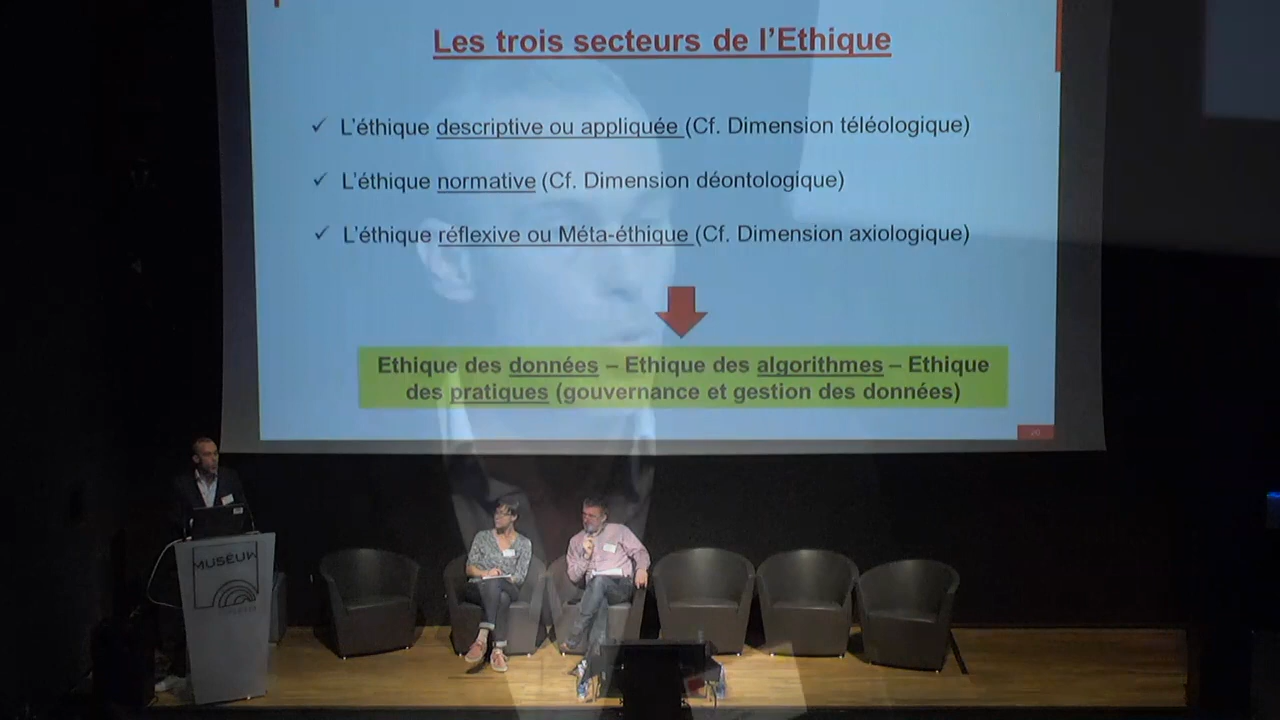 Les trois secteurs de l'Ethique
✓ L'éthique descriptive ou appliquée (Cf. Dimension téléologique)
✓ L'éthique normative (Cf. Dimension déontologique)
✓ L'éthique réflexive ou Méta-éthique (Cf. Dimension axiologique)
Ethique des données – Ethique des algorithmes – Ethique
des pratiques (gouvernance et gestion des données)
20
MUSEUM